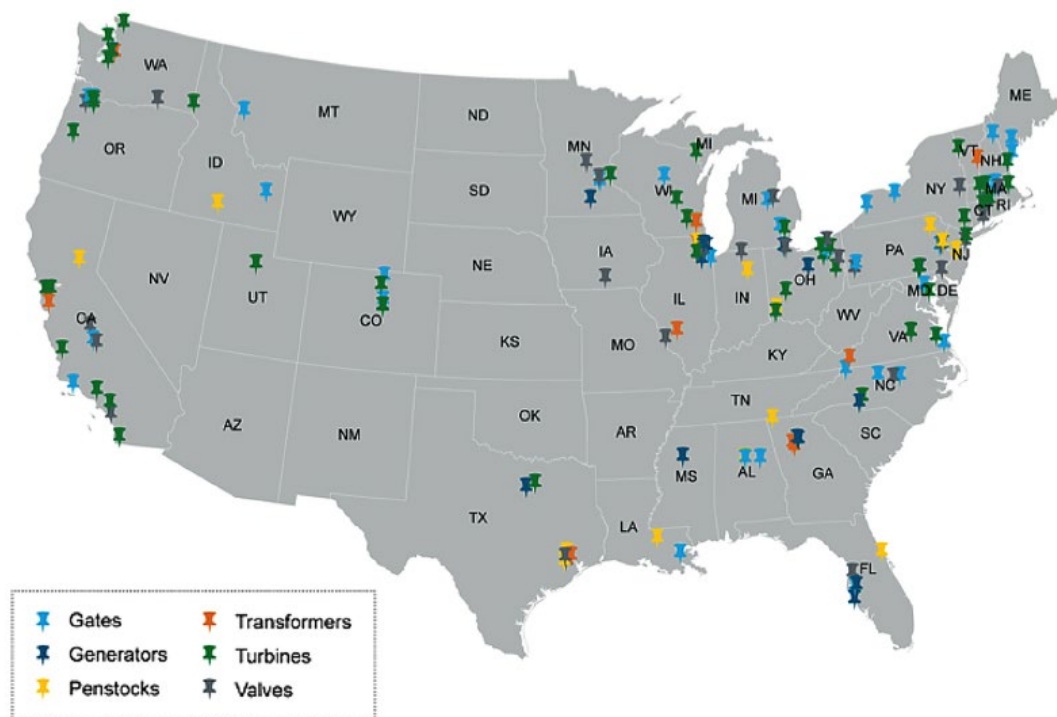 ME
WA
MT
ND
MN
MI
VT
NH
OR
ID
SD
WI
MI
NY
MA
RI
CT
WY
IA
PA
NJ
NE
OH
NV
UT
CO
IL
IN
MD
DE
WV
CA
KS
MO
KY
VA
NC
TN
OK
AR
SC
AZ
NM
MS
AL
GA
TX
LA
FL
Gates
Transformers
Generators
Turbines
Penstocks
Valves